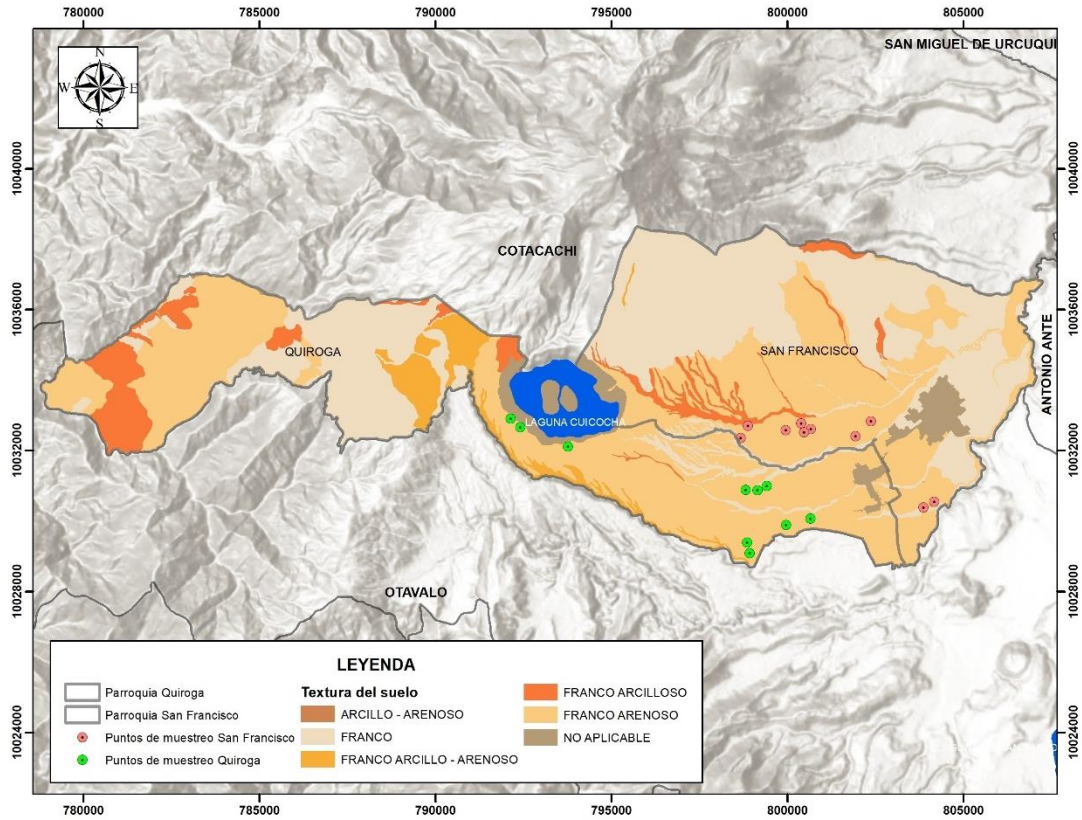 780000 785000 790000 795000 800000 805000
SAN MIGUEL DE URCUQUI
N
W E
S
10040000 10040000
COTACACHI
10036000 10036000
QUIROGA
SAN FRANCISCO
ANTONIO ANTE
LAGUNA CUICOCHA
10032000 10032000
10028000 10028000
OTAVALO
LEYENDA
Parroquia Quiroga
Parroquia San Francisco
Puntos de muestreo San Francisco
Puntos de muestreo Quiroga
Textura del suelo
ARCILLO - ARENOSO
FRANCO
FRANCO ARCILLO - ARENOSO
FRANCO ARCILLOSO
FRANCO ARENOSO
NO APLICABLE
10024000 10024000
780000 785000 790000 795000 800000 805000